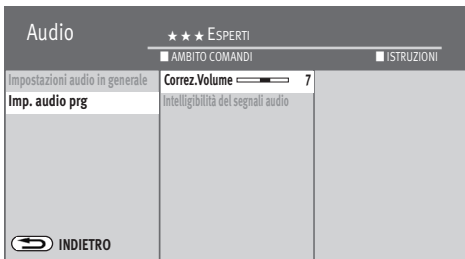 Audio
★★★ ESPERTI
AMBITO COMANDI
ISTRUZIONI
Impostazioni audio in generale
Correz.Volume 7
Imp. audio prg
Intelligibilità del segnali audio
INDIETRO